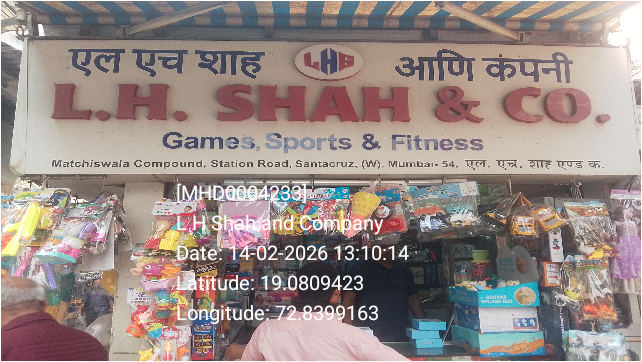 एल एच शाह LHS आणि कंपनी
L.H. SHAH & CO.
Games, Sports & Fitness
Matchiswala Compound, Station Road, Santacruz, (W), Mumbai- 54, एल. एच. शाह एण्ड कं.
[MHD0004233]
L H Shah and Company
Date: 14-02-2026 13:10:14
Latitude: 19.0809423
Longitude: 72.8399163